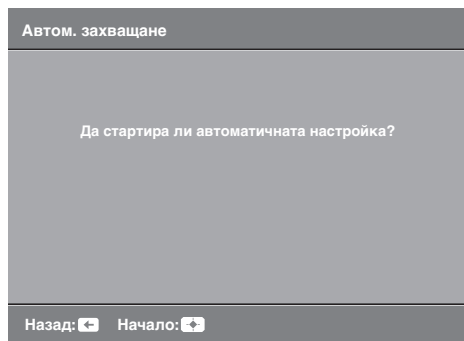 Автом. захващане
Да стартира ли автоматичната настройка?
Назад: Начало: